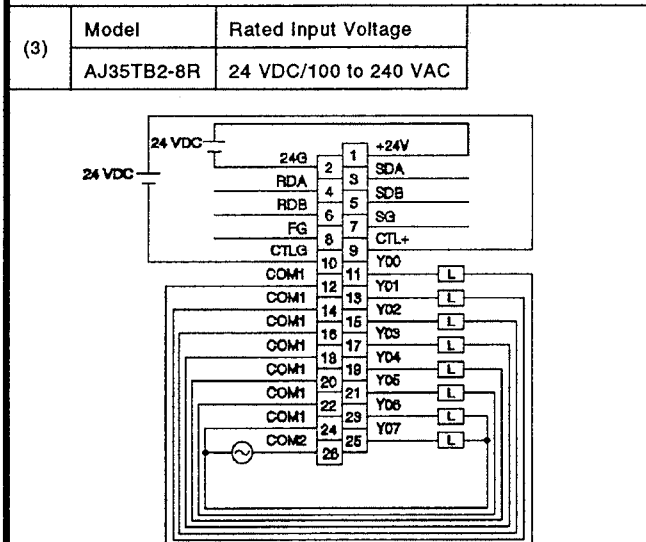 (3)
Model Rated Input Voltage
AJ35TB2-8R 24 VDC/100 to 240 VAC
24 VDC
24 VDC
24G 2 1 +24V
RDA 4 3 SDA
RDB 6 5 SDB
FG 8 7 SG
CTLG 10 9 CTL+
COM1 12 11 Y00 L
COM1 14 13 Y01 L
COM1 16 15 Y02 L
COM1 18 17 Y03 L
COM1 20 19 Y04 L
COM1 22 21 Y05 L
COM1 24 23 Y06 L
COM2 26 25 Y07 L